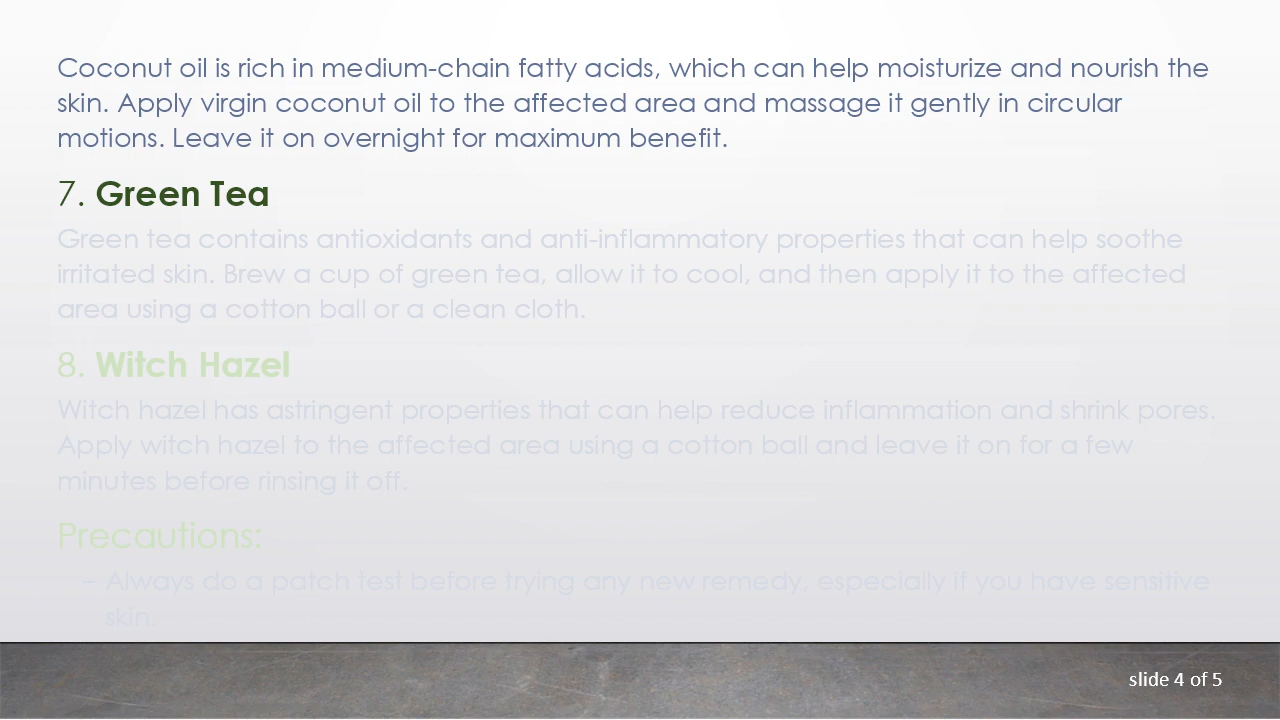 Coconut oil is rich in medium-chain fatty acids, which can help moisturize and nourish the
skin. Apply virgin coconut oil to the affected area and massage it gently in circular
motions. Leave it on overnight for maximum benefit.
7. Green Tea
Green tea contains antioxidants and anti-inflammatory properties that can help soothe
irritated skin. Brew a cup of green tea, allow it to cool, and then apply it to the affected
area using a cotton ball or a clean cloth.
8. Witch Hazel
Witch hazel has astringent properties that can help reduce inflammation and shrink pores.
Apply witch hazel to the affected area using a cotton ball and leave it on for a few
minutes before rinsing it off.
Precautions:
– Always do a patch test before trying any new remedy, especially if you have sensitive
skin.
slide 4 of 5